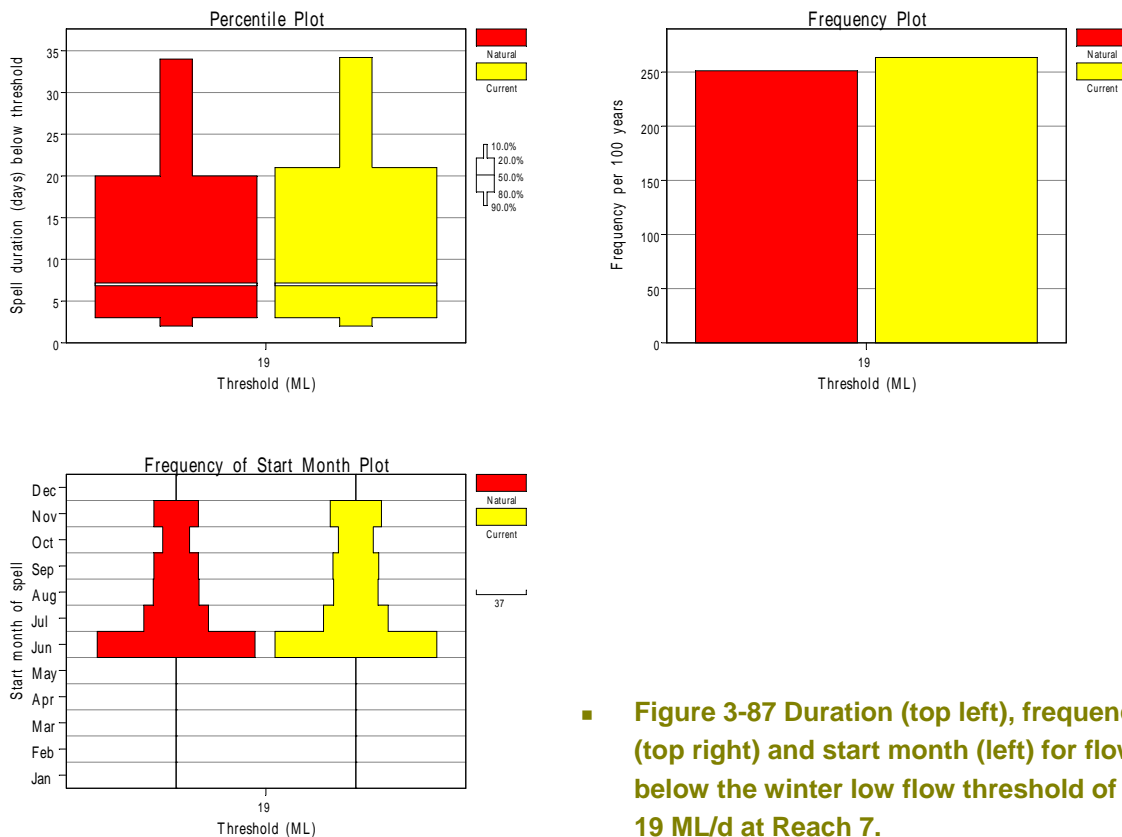 Percentile Plot
Spell duration (days) below threshold
35
30
25
20
15
10
5
0
19
Threshold (ML)
Natural
Current
10.0%
20.0%
50.0%
80.0%
90.0%
Frequency Plot
Frequency per 100 years
250
200
150
100
50
0
19
Threshold (ML)
Natural
Current
Frequency of Start Month Plot
Start month of spell
Dec
Nov
Oct
Sep
Aug
Jul
Jun
May
Apr
Mar
Feb
Jan
19
Threshold (ML)
Natural
Current
37
▪ Figure 3-87 Duration (top left),
(top right) and start month (left) for
below the winter low flow threshold of
19 ML/d at Reach 7.